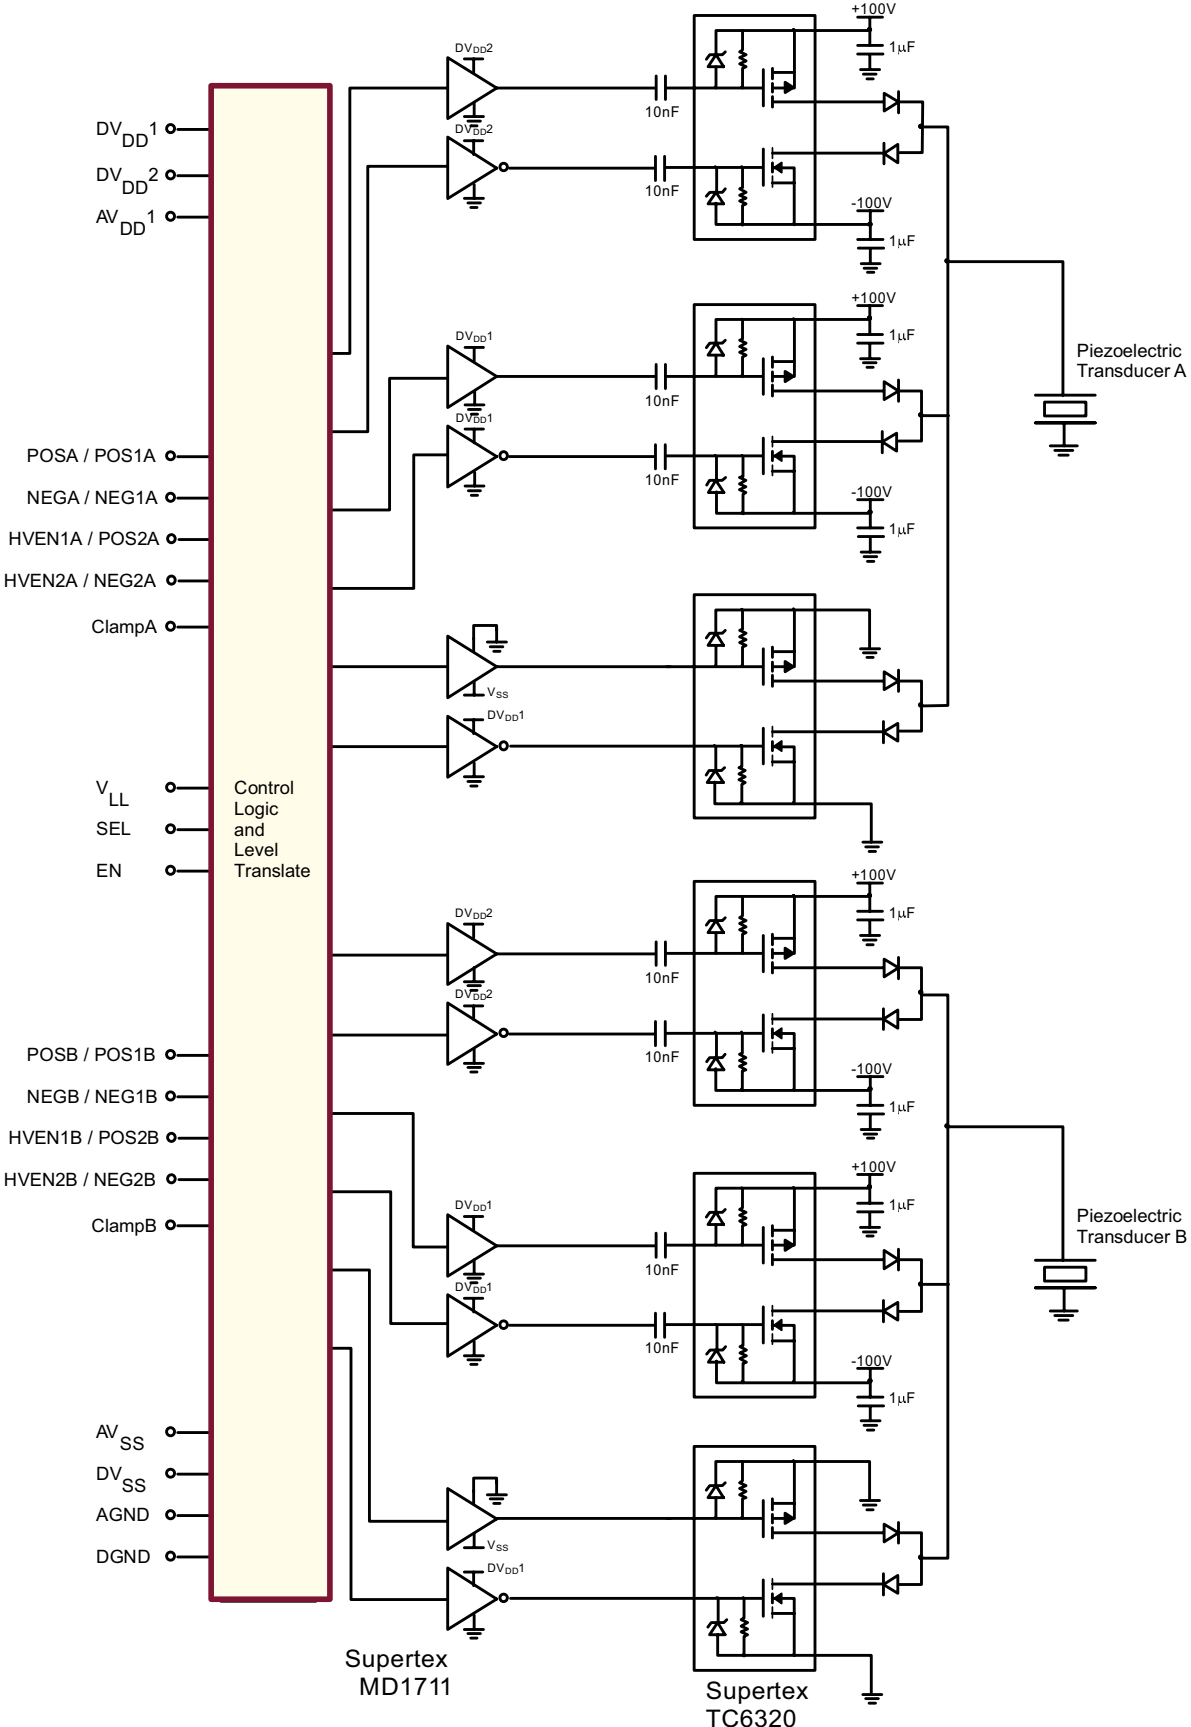 +100V
DVDD2
1µF
10nF
DVDD2
10nF
-100V
1µF
DVDD1
DVDD2
AVDD1
+100V
DVDD1
1µF
10nF
DVDD1
10nF
-100V
1µF
Piezoelectric
Transducer A
POSA / POS1A
NEGA / NEG1A
HVEN1A / POS2A
HVEN2A / NEG2A
ClampA
VSS
DVDD1
VLL
SEL
EN
Control
Logic
and
Level
Translate
+100V
DVDD2
1µF
10nF
DVDD2
10nF
-100V
1µF
POSB / POS1B
NEGB / NEG1B
HVEN1B / POS2B
HVEN2B / NEG2B
ClampB
+100V
DVDD1
1µF
10nF
DVDD1
10nF
-100V
1µF
Piezoelectric
Transducer B
AVSS
DVSS
AGND
DGND
VSS
DVDD1
Supertex
MD1711
Supertex
TC6320